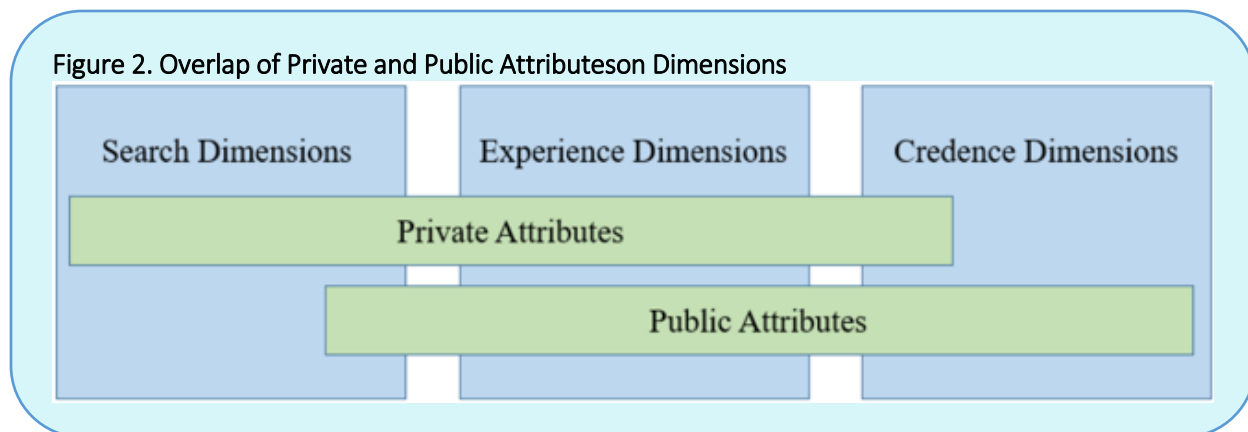 Figure 2. Overlap of Private and Public Attributeson Dimensions
Search Dimensions
Experience Dimensions
Credence Dimensions
Private Attributes
Public Attributes